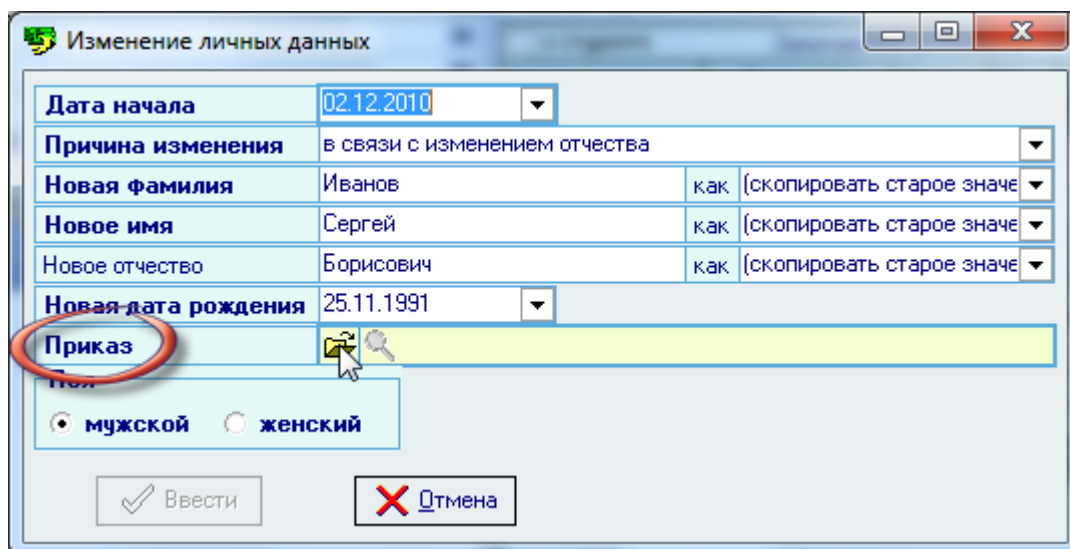 Изменение личных данных
Дата начала 02.12.2010
Причина изменения в связи с изменением отчества
Новая фамилия Иванов как (скопировать старое значе
Новое имя Сергей как (скопировать старое значе
Новое отчество Борисович как (скопировать старое значе
Новая дата рождения 25.11.1991
Приказ
Пол
мужской женский
Ввести Отмена